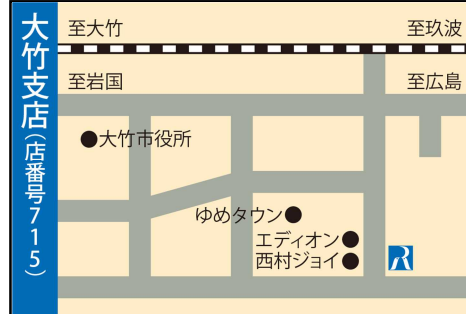 大竹支店(店番号715)
至大竹
至玖波
至岩国
至広島
大竹市役所
ゆめタウン
エディオン
西村ジョイ
R